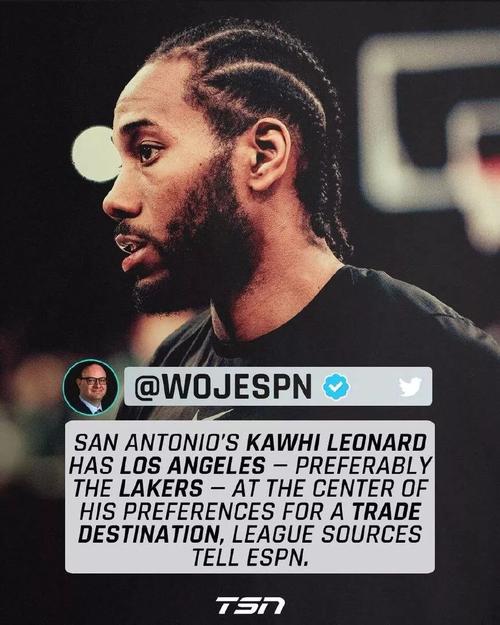 @WOJESPN
SAN ANTONIO'S KAWHI LEONARD
HAS LOS ANGELES – PREFERABLY
THE LAKERS – AT THE CENTER OF
HIS PREFERENCES FOR A TRADE
DESTINATION, LEAGUE SOURCES
TELL ESPN.
TSN